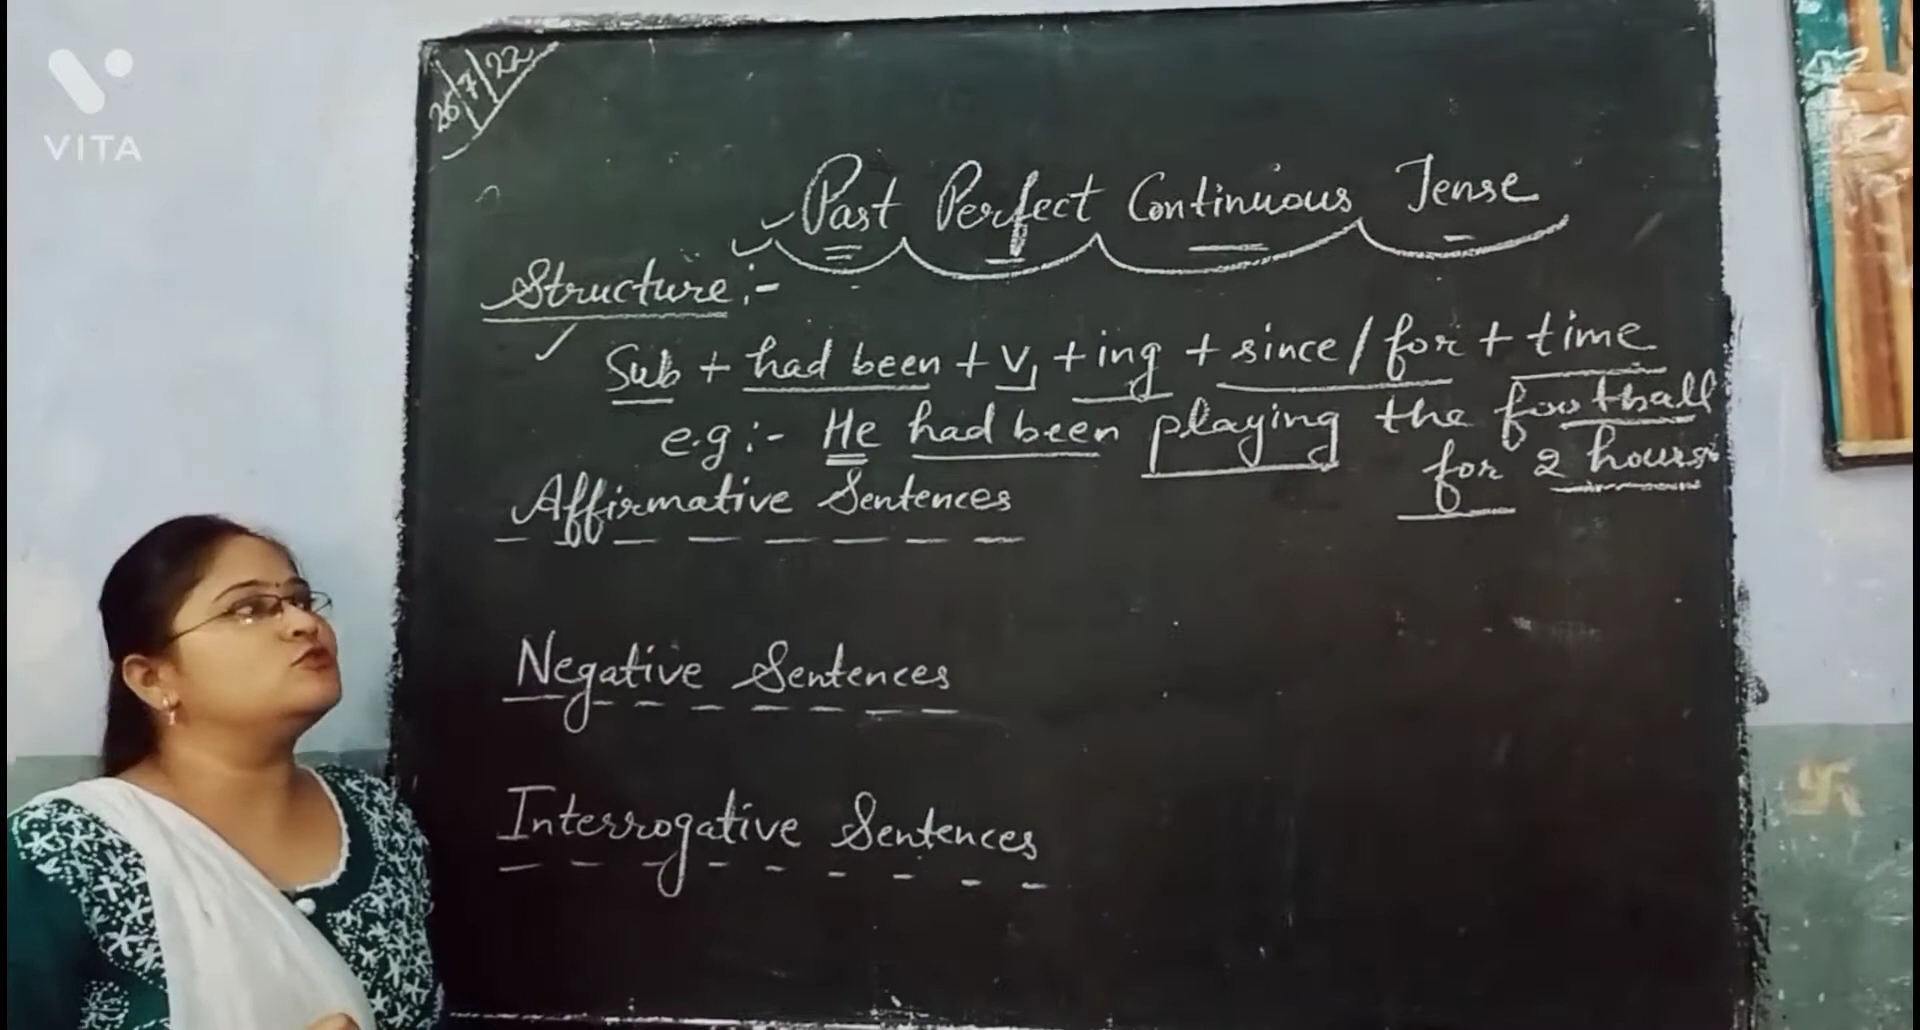 VITA
26/7/22
Past Perfect Continuous Tense
Structure :-
Sub + had been + V1 + ing + since / for + time
e.g :- He had been playing the football
for 2 hours.
Affirmative Sentences
Negative Sentences
Interrogative Sentences